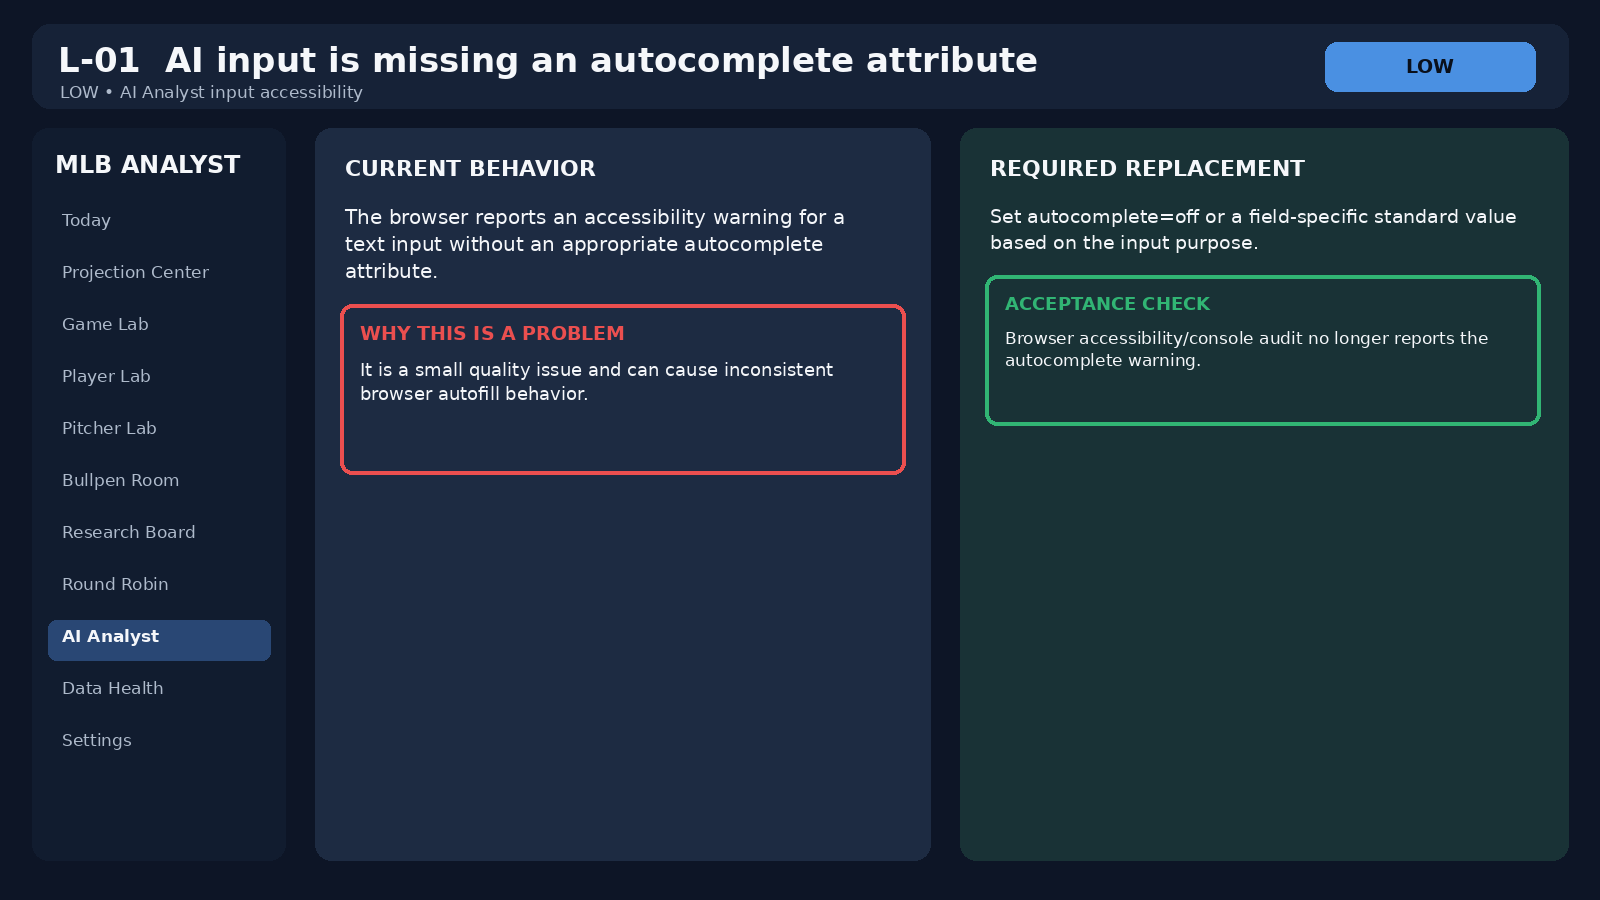 L-01 AI input is missing an autocomplete attribute
LOW • AI Analyst input accessibility
LOW
MLB ANALYST
Today
Projection Center
Game Lab
Player Lab
Pitcher Lab
Bullpen Room
Research Board
Round Robin
AI Analyst
Data Health
Settings
CURRENT BEHAVIOR
The browser reports an accessibility warning for a
text input without an appropriate autocomplete
attribute.
WHY THIS IS A PROBLEM
It is a small quality issue and can cause inconsistent
browser autofill behavior.
REQUIRED REPLACEMENT
Set autocomplete=off or a field-specific standard value
based on the input purpose.
ACCEPTANCE CHECK
Browser accessibility/console audit no longer reports the
autocomplete warning.